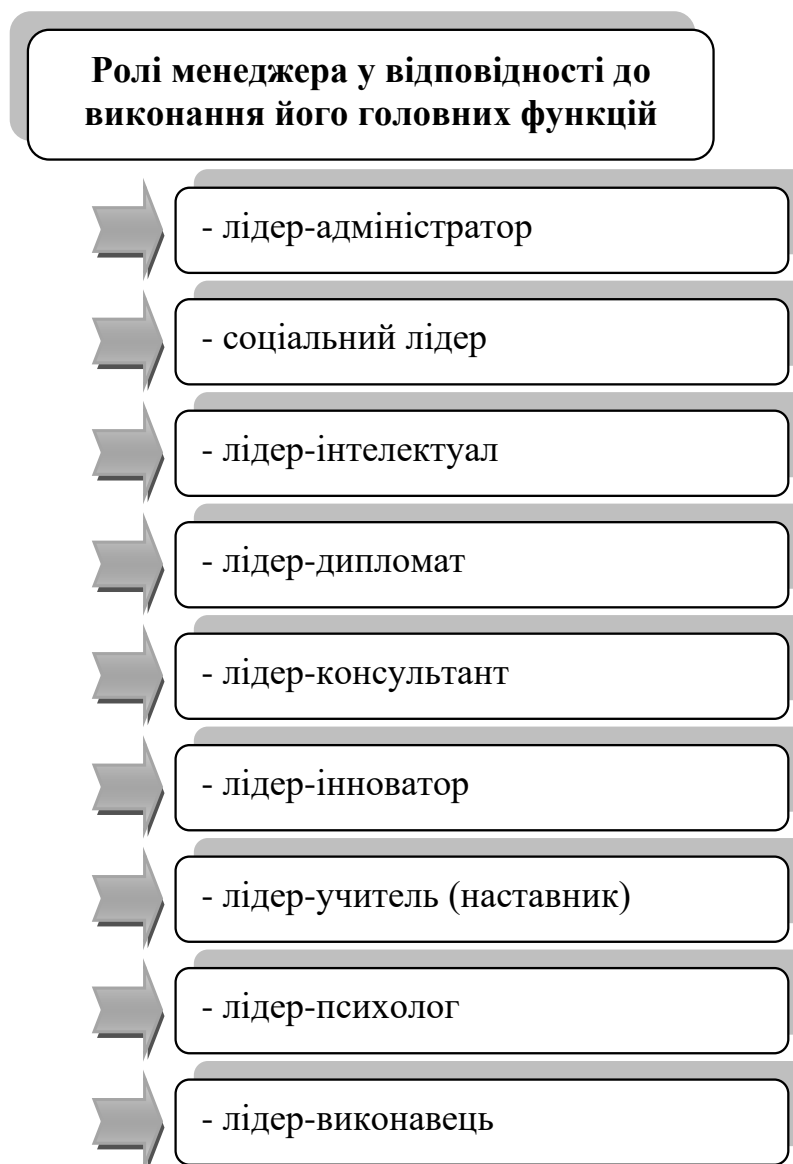 Ролі менеджера у відповідності до
виконання його головних функцій
- лідер-адміністратор
- соціальний лідер
- лідер-інтелектуал
- лідер-дипломат
- лідер-консультант
- лідер-інноватор
- лідер-учитель (наставник)
- лідер-психолог
- лідер-виконавець